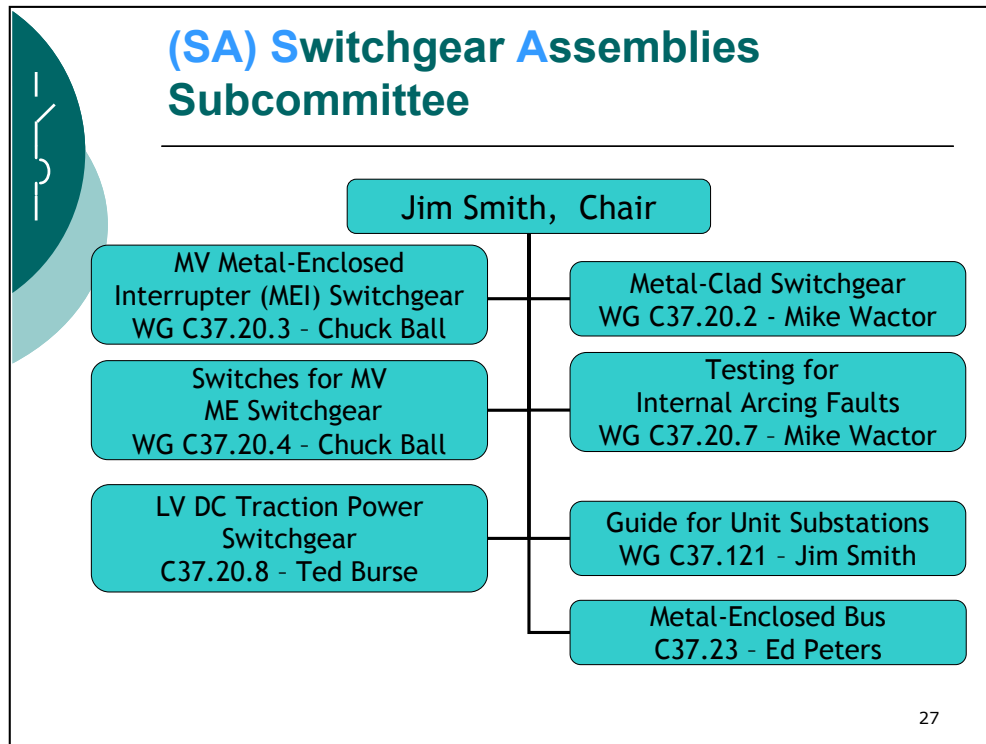 (SA) Switchgear Assemblies
Subcommittee
Jim Smith, Chair
MV Metal-Enclosed
Interrupter (MEI) Switchgear
WG C37.20.3 – Chuck Ball
Metal-Clad Switchgear
WG C37.20.2 - Mike Wactor
Switches for MV
ME Switchgear
WG C37.20.4 – Chuck Ball
Testing for
Internal Arcing Faults
WG C37.20.7 – Mike Wactor
LV DC Traction Power
Switchgear
C37.20.8 – Ted Burse
Guide for Unit Substations
WG C37.121 – Jim Smith
Metal-Enclosed Bus
C37.23 – Ed Peters
27